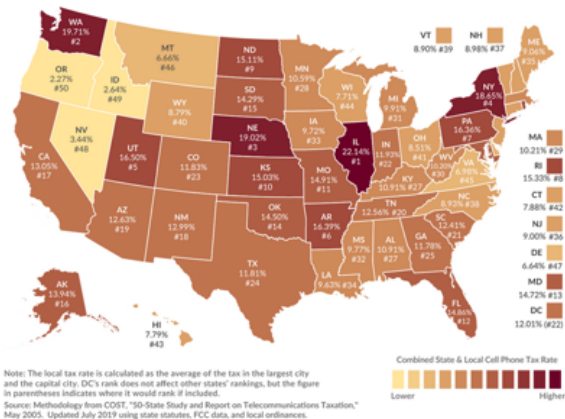 WA
19.71%
#2
OR
2.27%
#50
CA
13.05%
#17
NV
3.44%
#48
ID
2.64%
#49
MT
6.66%
#46
WY
8.79%
#40
UT
16.50%
#5
AZ
12.63%
#19
CO
11.83%
#23
NM
12.99%
#18
ND
15.11%
#9
SD
14.29%
#15
NE
19.02%
#3
KS
15.03%
#10
OK
14.50%
#14
TX
11.81%
#24
MN
10.59%
#28
IA
9.72%
#33
MO
14.91%
#11
AR
16.39%
#6
LA
9.63% #34
WI
7.71%
#44
IL
22.14%
#1
MI
9.91%
#31
IN
11.93%
#22
OH
8.51%
#41
KY
10.91% #27
TN
12.56% #20
MS
9.77%
#32
AL
10.91%
#27
GA
11.78%
#25
FL
14.86%
#12
SC
12.41%
#21
NC
8.93% #38
VA
6.98%
#45
WV
10.20%
#30
PA
16.36%
#7
NY
18.65%
#4
ME
9.06%
#35
VT
8.90% #39
NH
8.98% #37
MA
10.21% #29
RI
15.33% #8
CT
7.88% #42
NJ
9.00% #36
DE
6.64% #47
MD
14.72% #13
DC
12.01% (#22)
AK
13.94%
#16
HI
7.79%
#43
Combined State & Local Cell Phone Tax Rate
Lower Higher
Note: The local tax rate is calculated as the average of the tax in the largest city
and the capital city. DC's rank does not affect other states' rankings, but the figure
in parentheses indicates where it would rank if included.
Source: Methodology from COST, "50-State Study and Report on Telecommunications Taxation,"
May 2005. Updated July 2019 using state statutes, FCC data, and local ordinances.